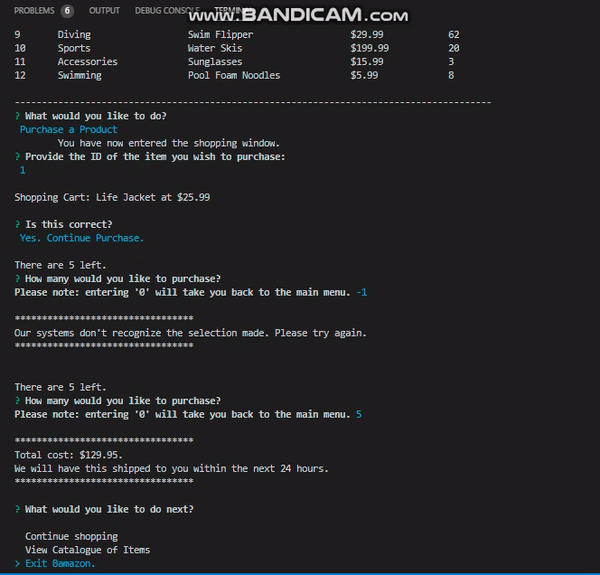 PROBLEMS 6 OUTPUT DEBUG CONSOLE TERMINAL
www.BANDICAM.com
9 Diving Swim Flipper $29.99 62
10 Sports Water Skis $199.99 20
11 Accessories Sunglasses $15.99 3
12 Swimming Pool Foam Noodles $5.99 8
----------------------------------------------------------------------------------------
? What would you like to do?
Purchase a Product
You have now entered the shopping window.
? Provide the ID of the item you wish to purchase:
1
Shopping Cart: Life Jacket at $25.99
? Is this correct?
Yes. Continue Purchase.
There are 5 left.
? How many would you like to purchase?
Please note: entering '0' will take you back to the main menu. -1
*********************************
Our systems don't recognize the selection made. Please try again.
*********************************
There are 5 left.
? How many would you like to purchase?
Please note: entering '0' will take you back to the main menu. 5
*********************************
Total cost: $129.95.
We will have this shipped to you within the next 24 hours.
*********************************
? What would you like to do next?
Continue shopping
View Catalogue of Items
> Exit Bamazon.